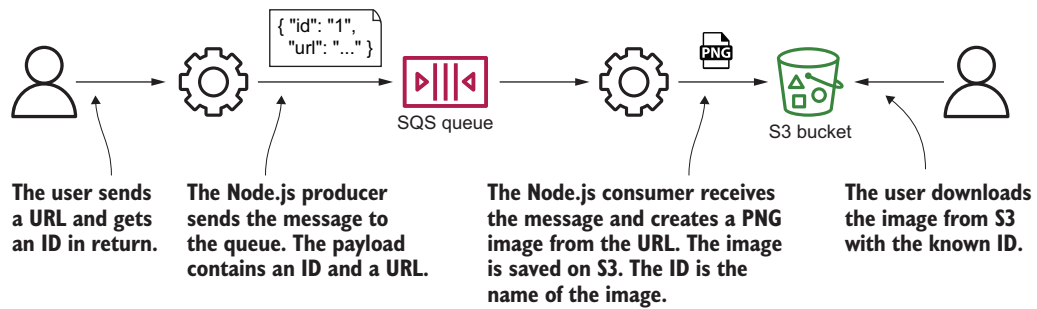 { "id": "1",
"url": "..." }
PNG
SQS queue
S3 bucket
The user sends
a URL and gets
an ID in return.
The Node.js producer
sends the message to
the queue. The payload
contains an ID and a URL.
The Node.js consumer receives
the message and creates a PNG
image from the URL. The image
is saved on S3. The ID is the
name of the image.
The user downloads
the image from S3
with the known ID.